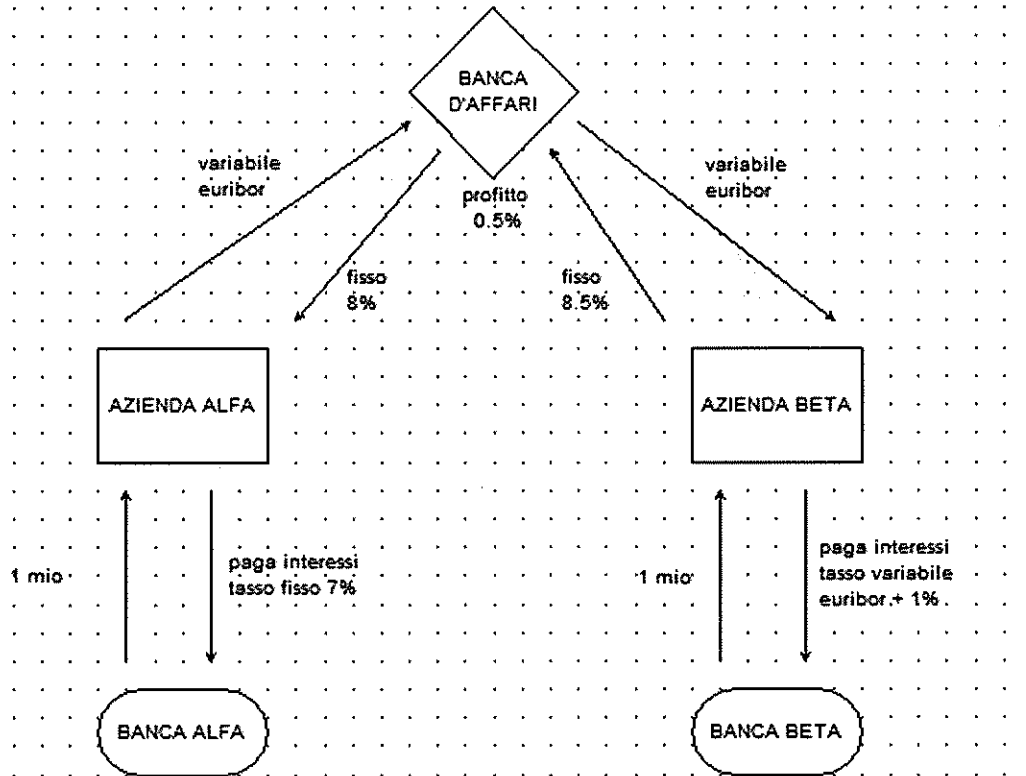 BANCA
D'AFFARI
variabile
euribor
variabile
euribor
profitto
0.5%
fisso
8%
fisso
8.5%
AZIENDA ALFA
AZIENDA BETA
1 mio
paga interessi
tasso fisso 7%
1 mio
paga interessi
tasso variabile
euribor + 1%
BANCA ALFA
BANCA BETA